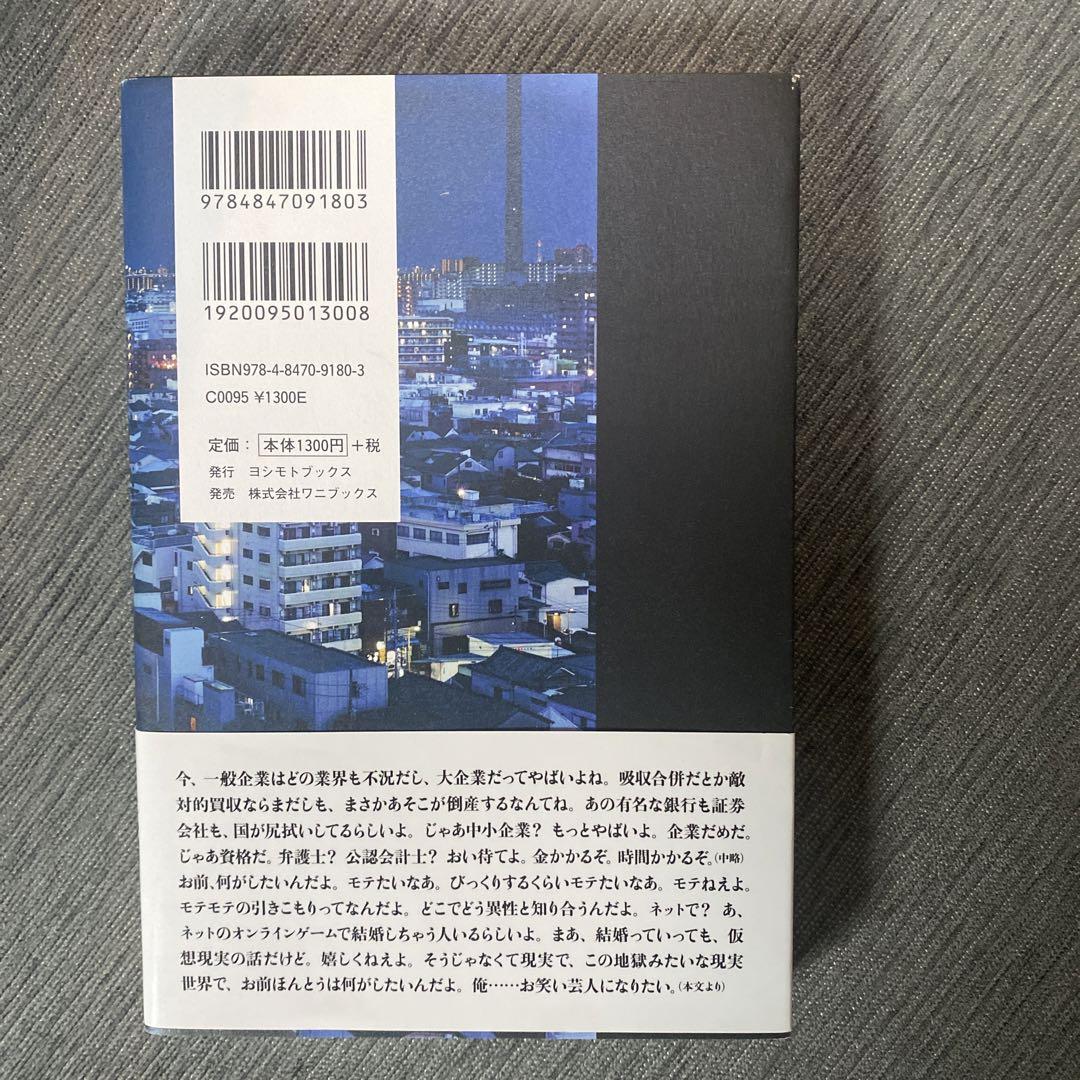 9784847091803
1920095013008
ISBN978-4-8470-9180-3
C0095 ¥1300E
定価： 本体1300円 +税
発行　ヨシモトブックス
発売　株式会社ワニブックス
今、一般企業はどの業界も不況だし、大企業だってやばいよね。吸収合併だとか敵
対的買収ならまだしも、まさかあそこが倒産するなんてね。あの有名な銀行も証券
会社も、国が尻拭いしてるらしいよ。じゃあ中小企業？ もっとやばいよ。企業だめだ。
じゃあ資格だ。弁護士？ 公認会計士？ おい待てよ。金かかるぞ。時間かかるぞ。（中略）
お前、何がしたいんだよ。モテたいなあ。びっくりするくらいモテたいなあ。モテねえよ。
モテモテの引きこもりってなんだよ。どこでどう異性と知り合うんだよ。ネットで？ あ、
ネットのオンラインゲームで結婚しちゃう人いるらしいよ。まあ、結婚っていっても、仮
想現実の話だけど。嬉しくねえよ。そうじゃなくて現実で、この地獄みたいな現実
世界で、お前ほんとうは何がしたいんだよ。俺……お笑い芸人になりたい。（本文より）